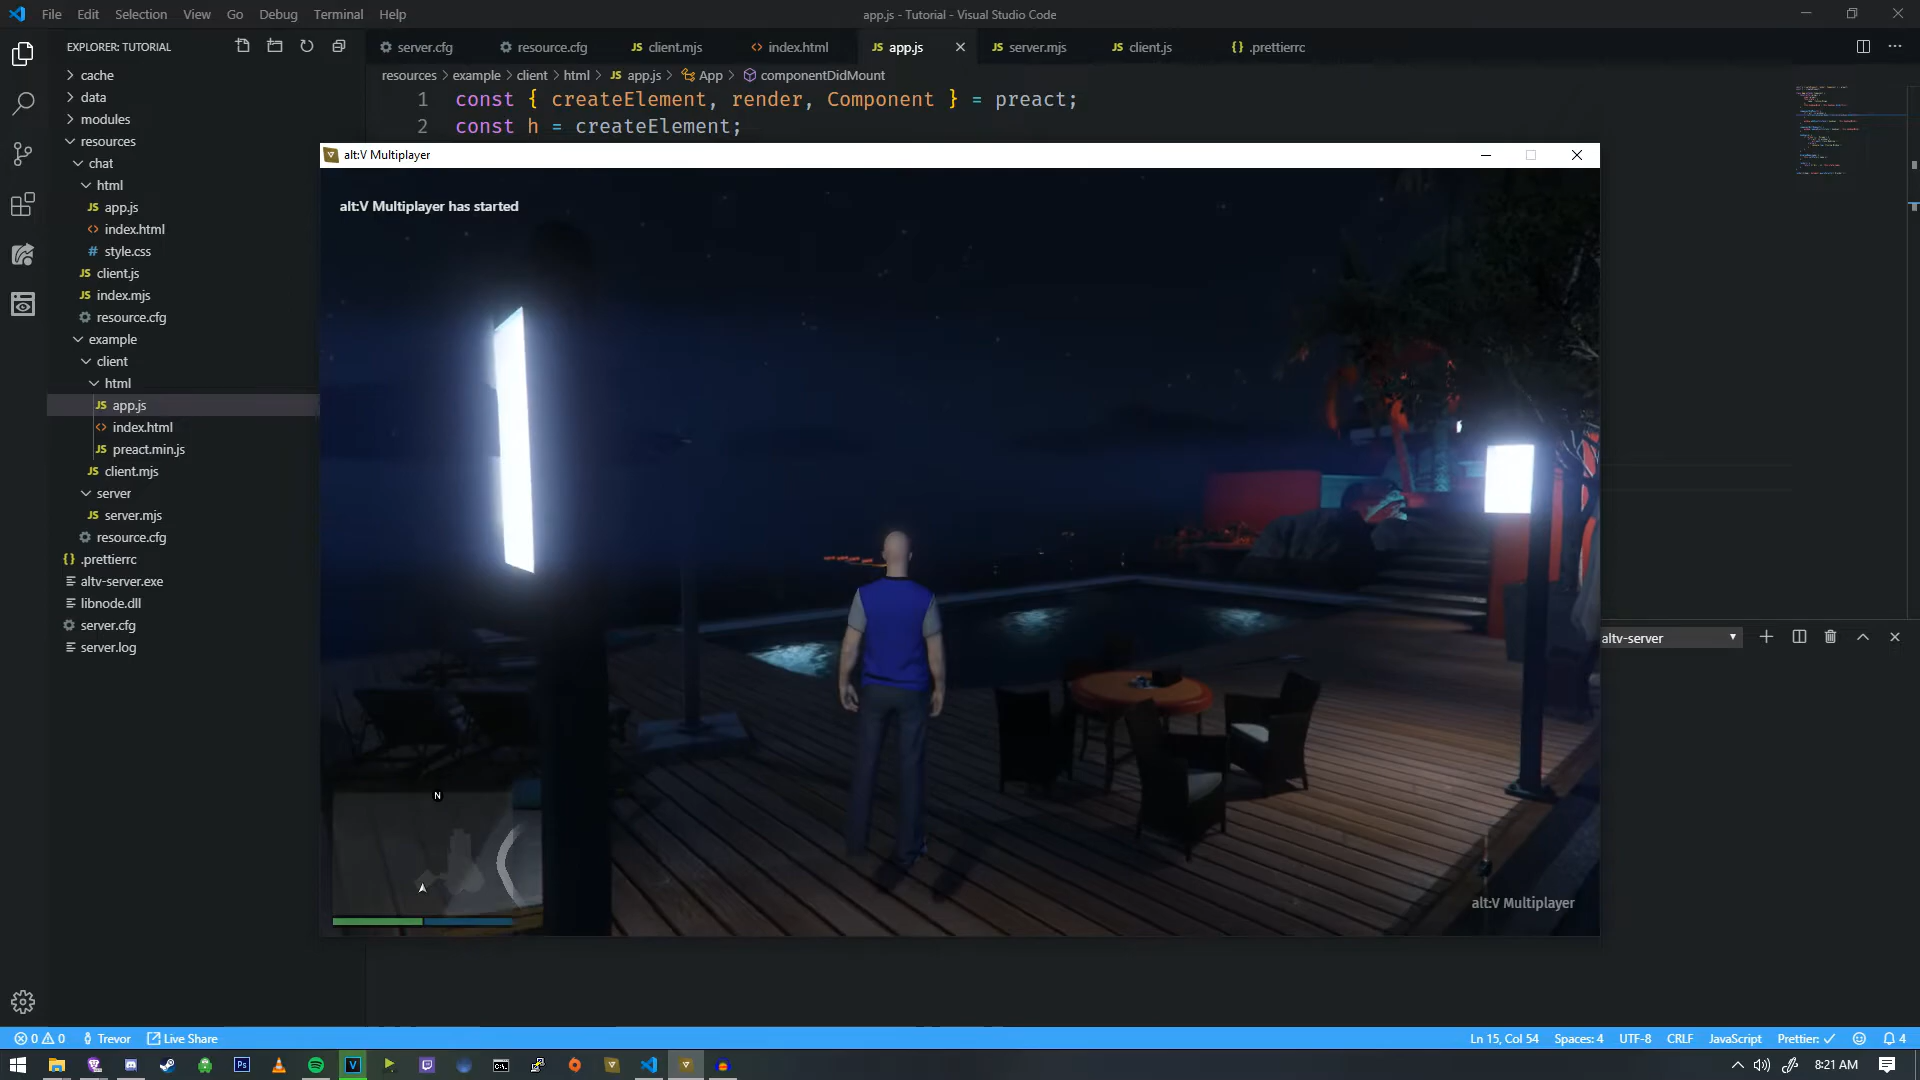 File Edit Selection View Go Debug Terminal Help
app.js - Tutorial - Visual Studio Code
EXPLORER: TUTORIAL
server.cfg resource.cfg client.mjs index.html app.js server.mjs client.js .prettierrc
resources > example > client > html > app.js > App > componentDidMount
1 const { createElement, render, Component } = preact;
2 const h = createElement;
cache
data
modules
resources
chat
html
app.js
index.html
style.css
client.js
index.mjs
resource.cfg
example
client
html
app.js
index.html
preact.min.js
client.mjs
server
server.mjs
resource.cfg
.prettierrc
altv-server.exe
libnode.dll
server.cfg
server.log
alt:V Multiplayer
alt:V Multiplayer has started
N
alt:V Multiplayer
altv-server
0 0 Trevor Live Share
Ln 15, Col 54 Spaces: 4 UTF-8 CRLF JavaScript Prettier: ✓ 4
8:21 AM